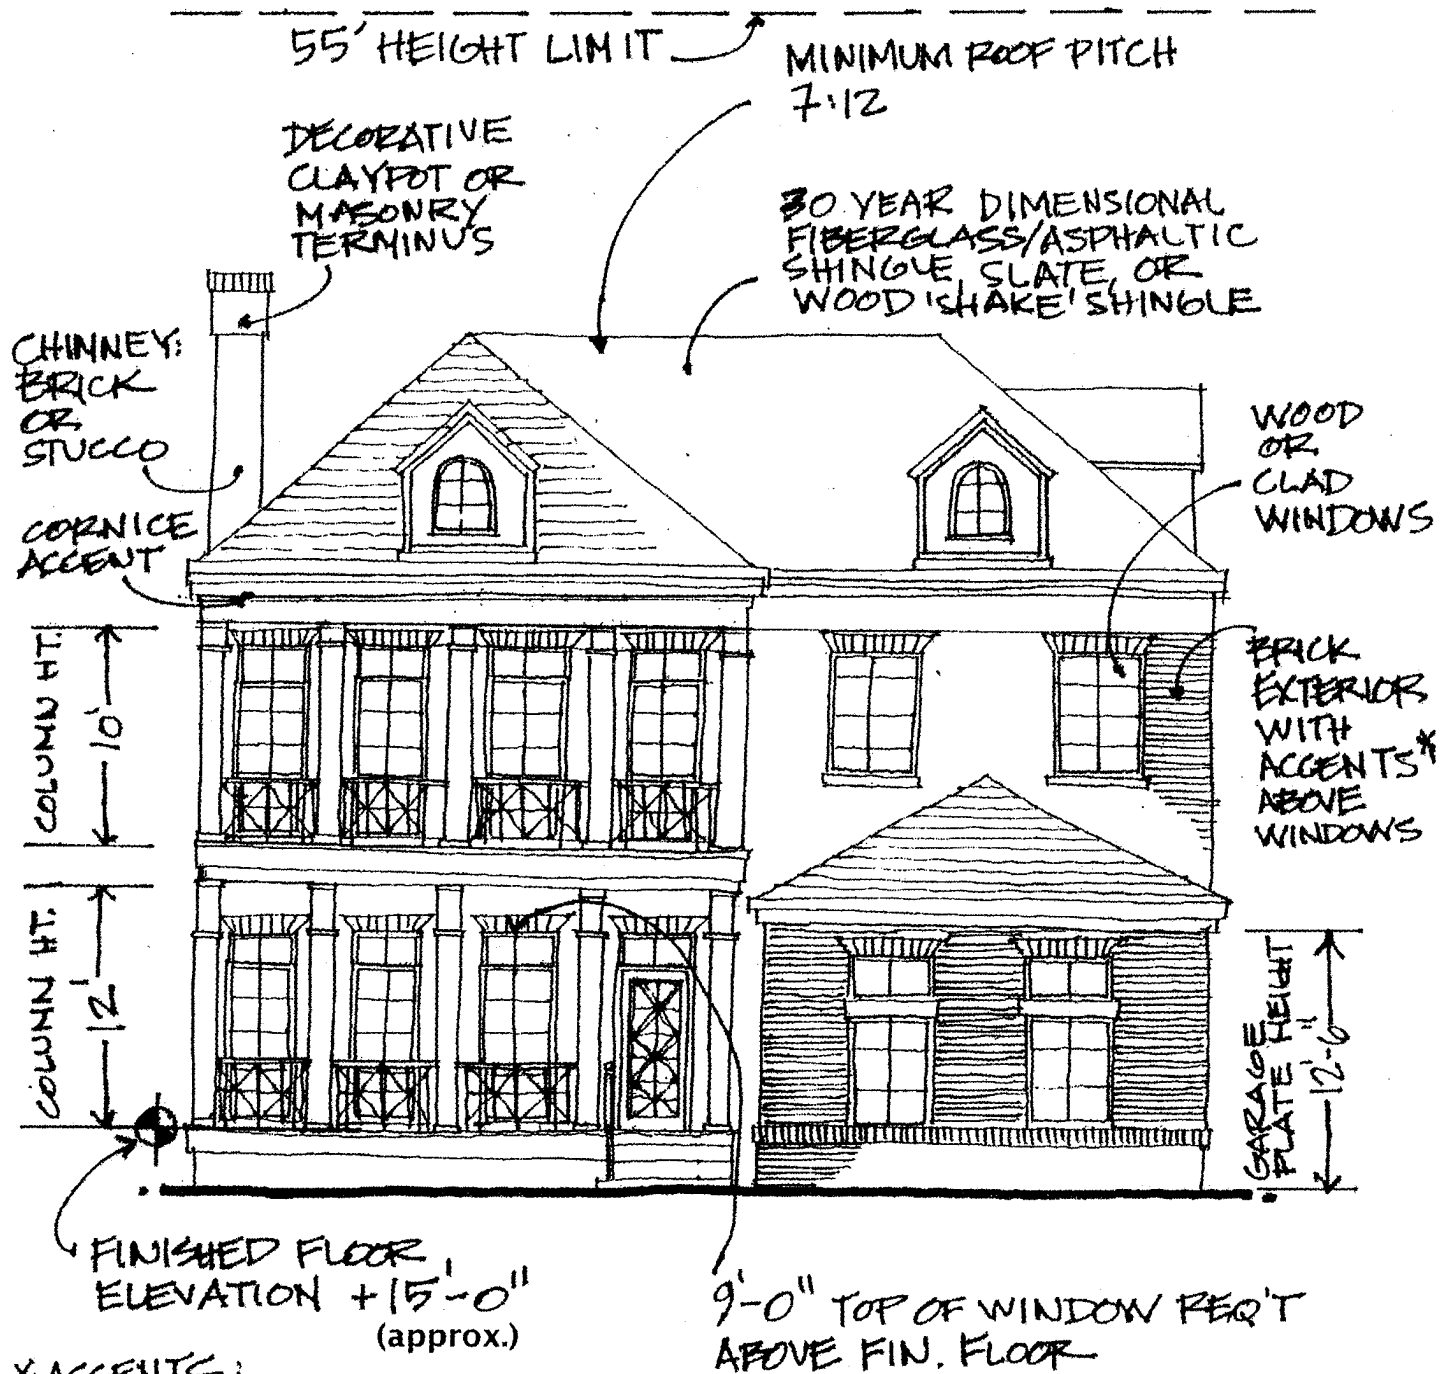 55' HEIGHT LIMIT
MINIMUM ROOF PITCH
7:12
DECORATIVE
CLAYPOT OR
MASONRY
TERMINUS
30 YEAR DIMENSIONAL
FIBERGLASS/ASPHALTIC
SHINGLE, SLATE, OR
WOOD 'SHAKE' SHINGLE
CHIMNEY:
BRICK
OR
STUCCO
CORNICE
ACCENT
WOOD
OR
CLAD
WINDOWS
BRICK
EXTERIOR
WITH
ACCENTS*
ABOVE
WINDOWS
COLUMN HT.
10'
COLUMN HT.
12'
GARAGE
PLATE HEIGHT
12'-6"
FINISHED FLOOR
ELEVATION +15'-0"
(approx.)
9'-0" TOP OF WINDOW REQ'T
ABOVE FIN. FLOOR
*ACCENTS: